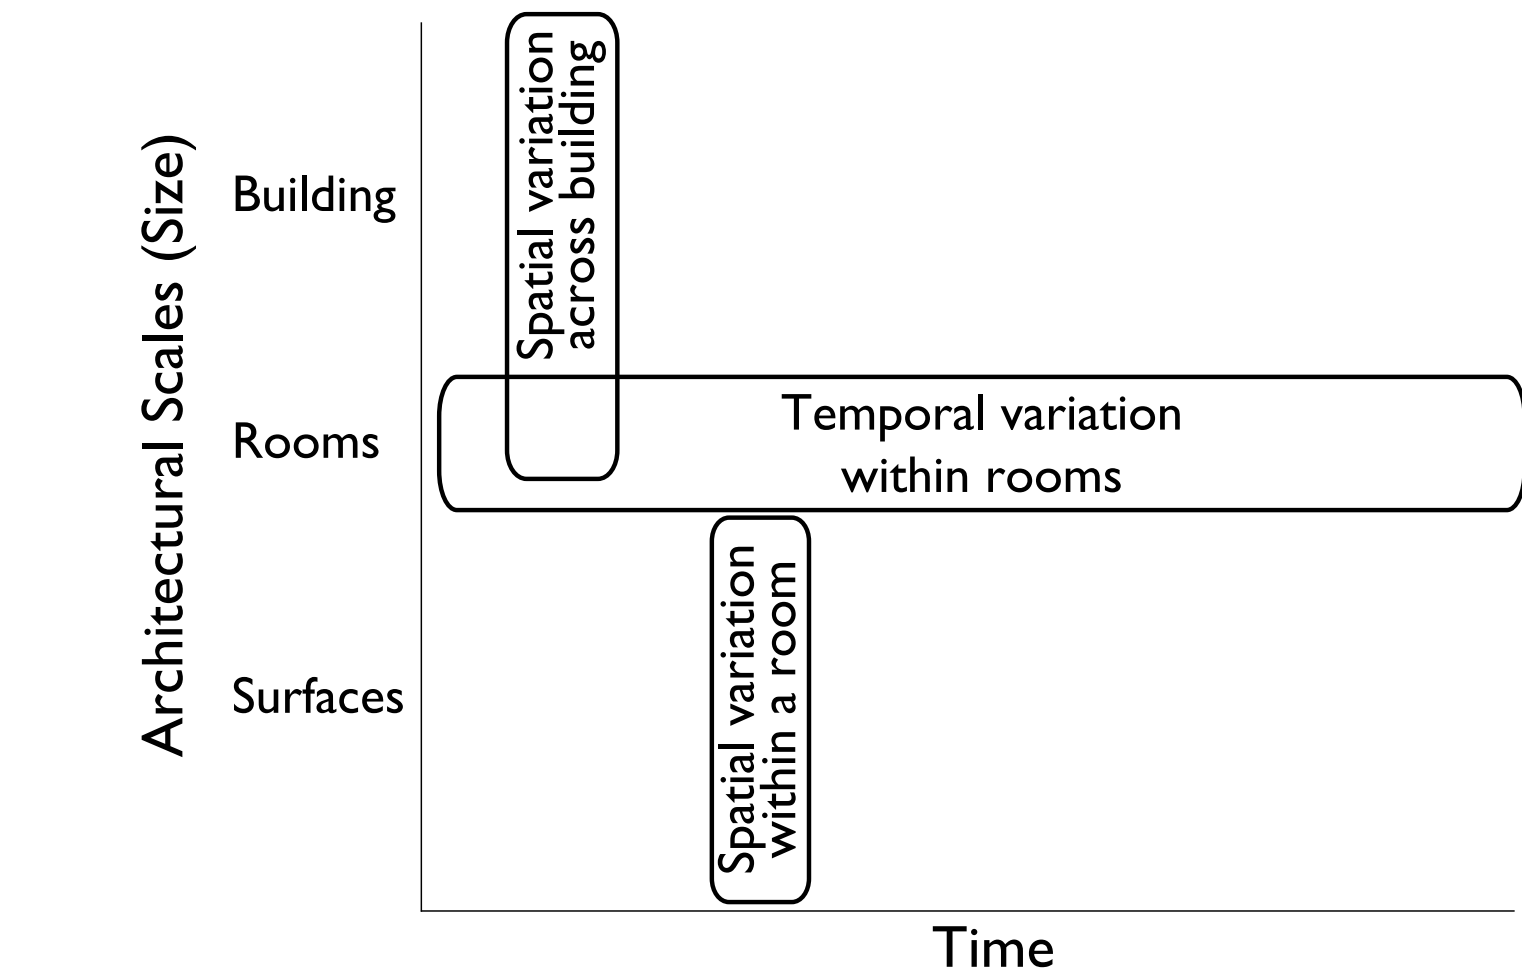 Architectural Scales (Size)
Building
Rooms
Surfaces
Spatial variation
across building
Temporal variation
within rooms
Spatial variation
within a room
Time